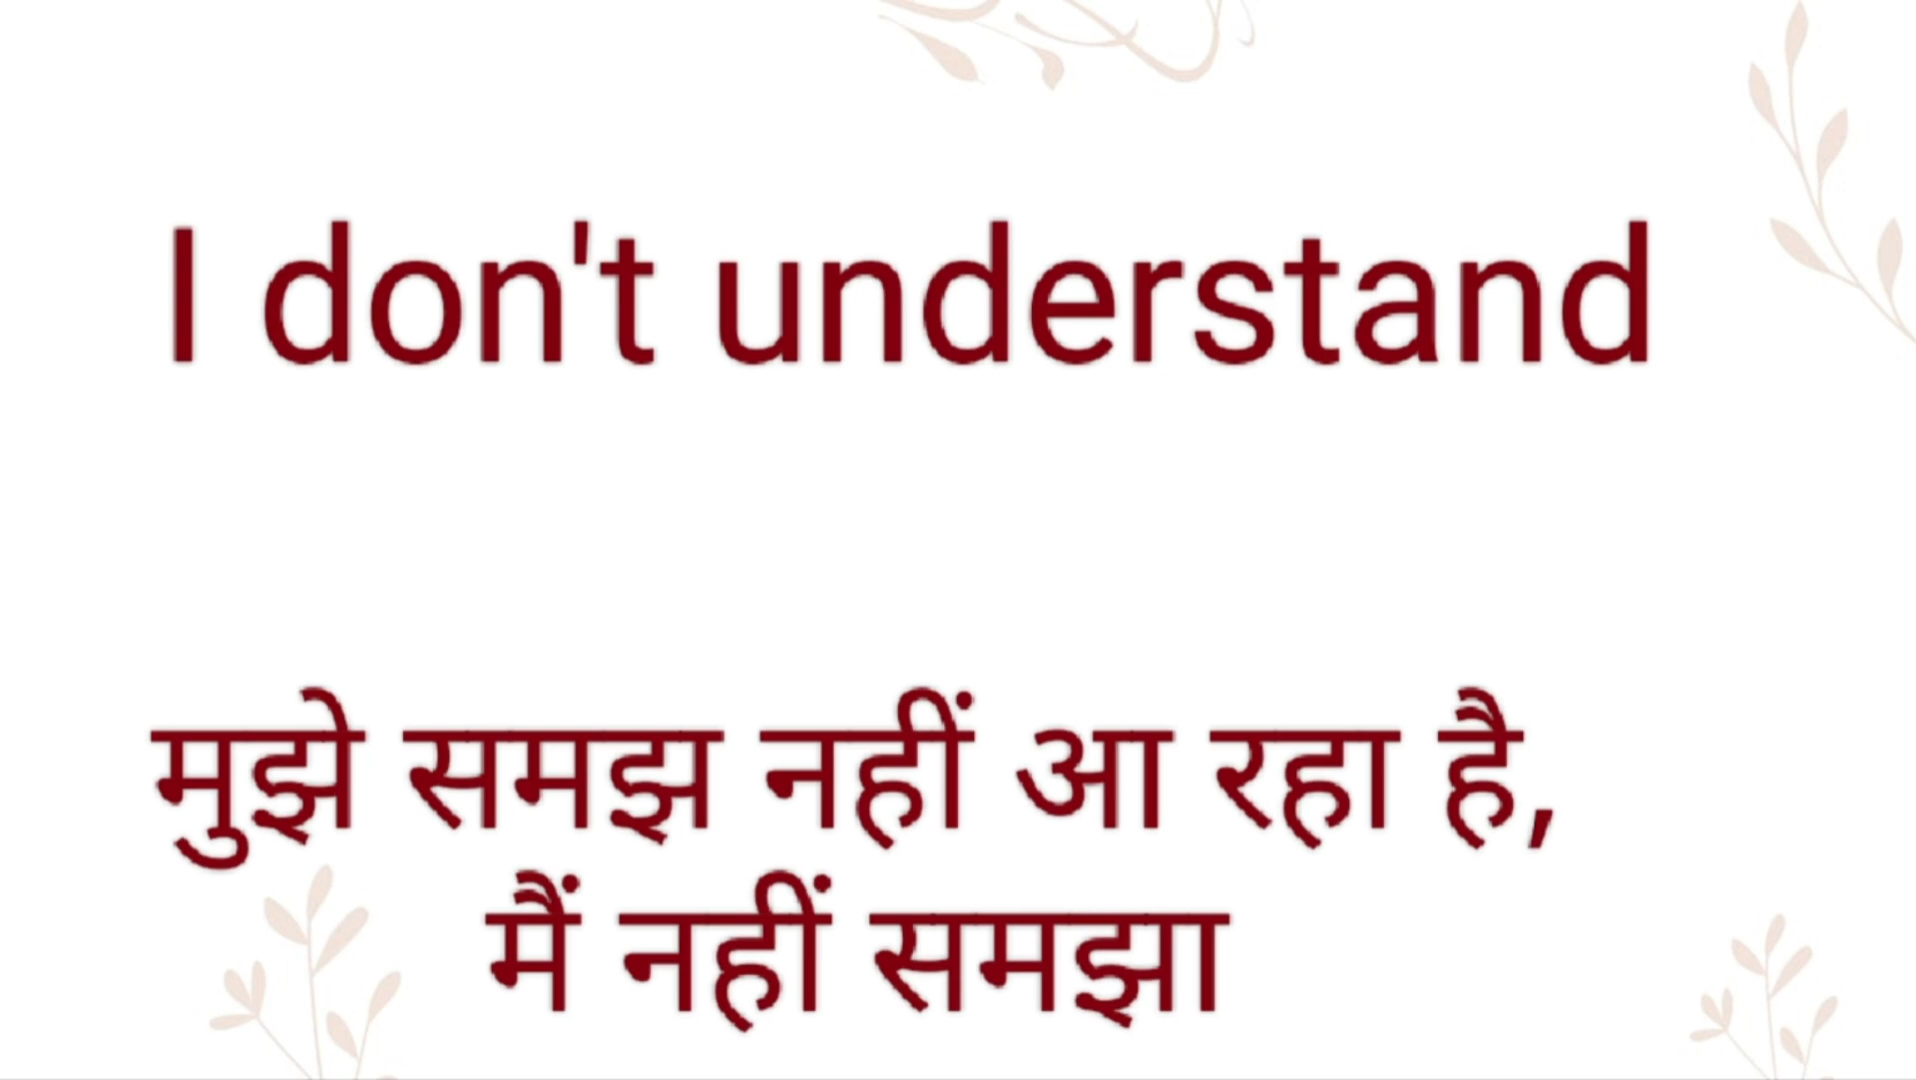 I don't understand
मुझे समझ नहीं आ रहा है,
मैं नहीं समझा